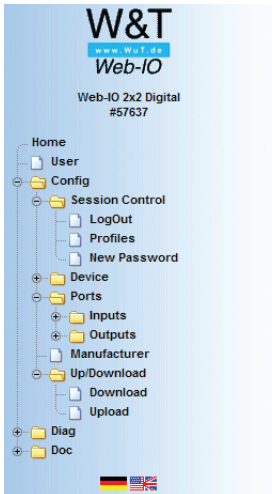 W&T
www.WuT.de
Web-IO
Web-IO 2x2 Digital
#57637
Home
User
Config
Session Control
LogOut
Profiles
New Password
Device
Ports
Inputs
Outputs
Manufacturer
Up/Download
Download
Upload
Diag
Doc